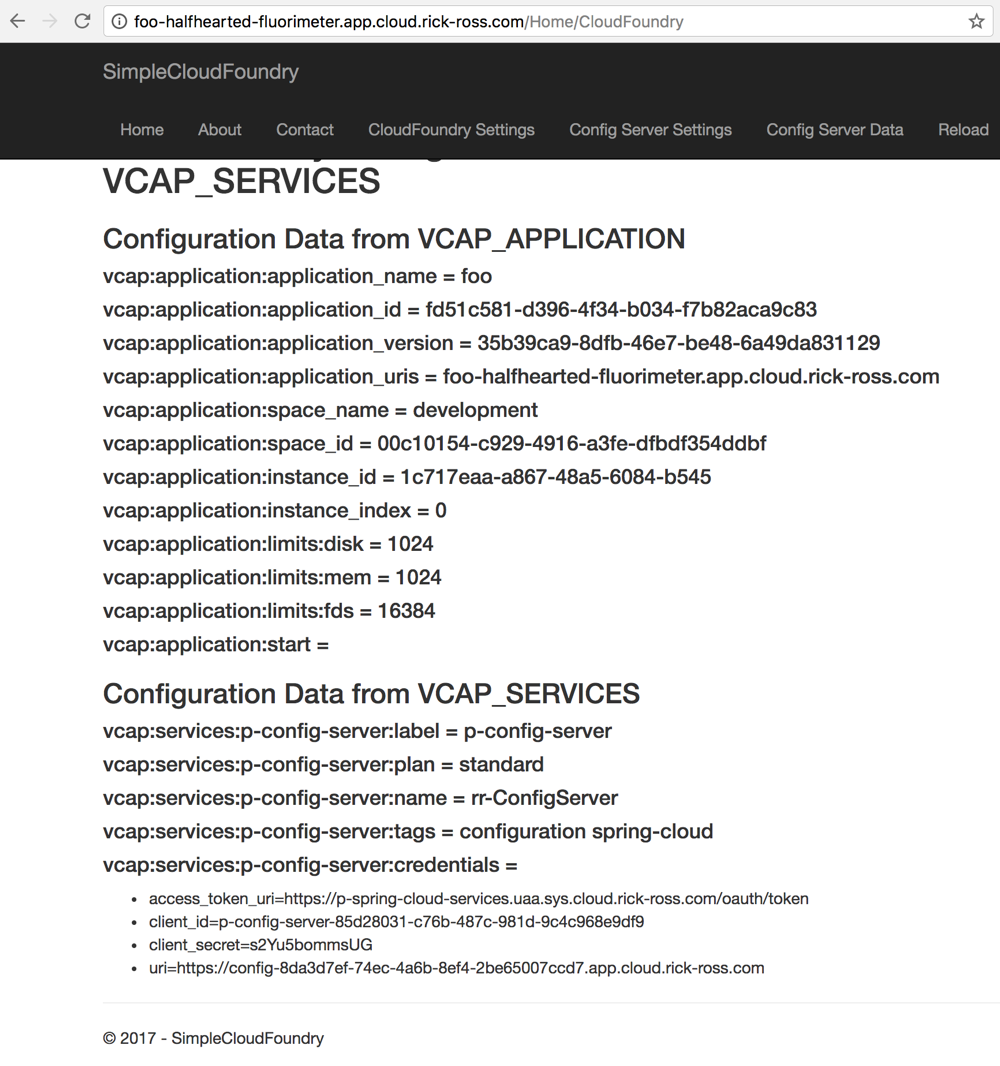 foo-halfhearted-fluorimeter.app.cloud.rick-ross.com/Home/CloudFoundry
SimpleCloudFoundry
Home About Contact CloudFoundry Settings Config Server Settings Config Server Data Reload
VCAP_SERVICES
Configuration Data from VCAP_APPLICATION
vcap:application:application_name = foo
vcap:application:application_id = fd51c581-d396-4f34-b034-f7b82aca9c83
vcap:application:application_version = 35b39ca9-8dfb-46e7-be48-6a49da831129
vcap:application:application_uris = foo-halfhearted-fluorimeter.app.cloud.rick-ross.com
vcap:application:space_name = development
vcap:application:space_id = 00c10154-c929-4916-a3fe-dfbdf354ddbf
vcap:application:instance_id = 1c717eaa-a867-48a5-6084-b545
vcap:application:instance_index = 0
vcap:application:limits:disk = 1024
vcap:application:limits:mem = 1024
vcap:application:limits:fds = 16384
vcap:application:start =
Configuration Data from VCAP_SERVICES
vcap:services:p-config-server:label = p-config-server
vcap:services:p-config-server:plan = standard
vcap:services:p-config-server:name = rr-ConfigServer
vcap:services:p-config-server:tags = configuration spring-cloud
vcap:services:p-config-server:credentials =
• access_token_uri=https://p-spring-cloud-services.uaa.sys.cloud.rick-ross.com/oauth/token
• client_id=p-config-server-85d28031-c76b-487c-981d-9c4c968e9df9
• client_secret=s2Yu5bommsUG
• uri=https://config-8da3d7ef-74ec-4a6b-8ef4-2be65007ccd7.app.cloud.rick-ross.com
© 2017 - SimpleCloudFoundry